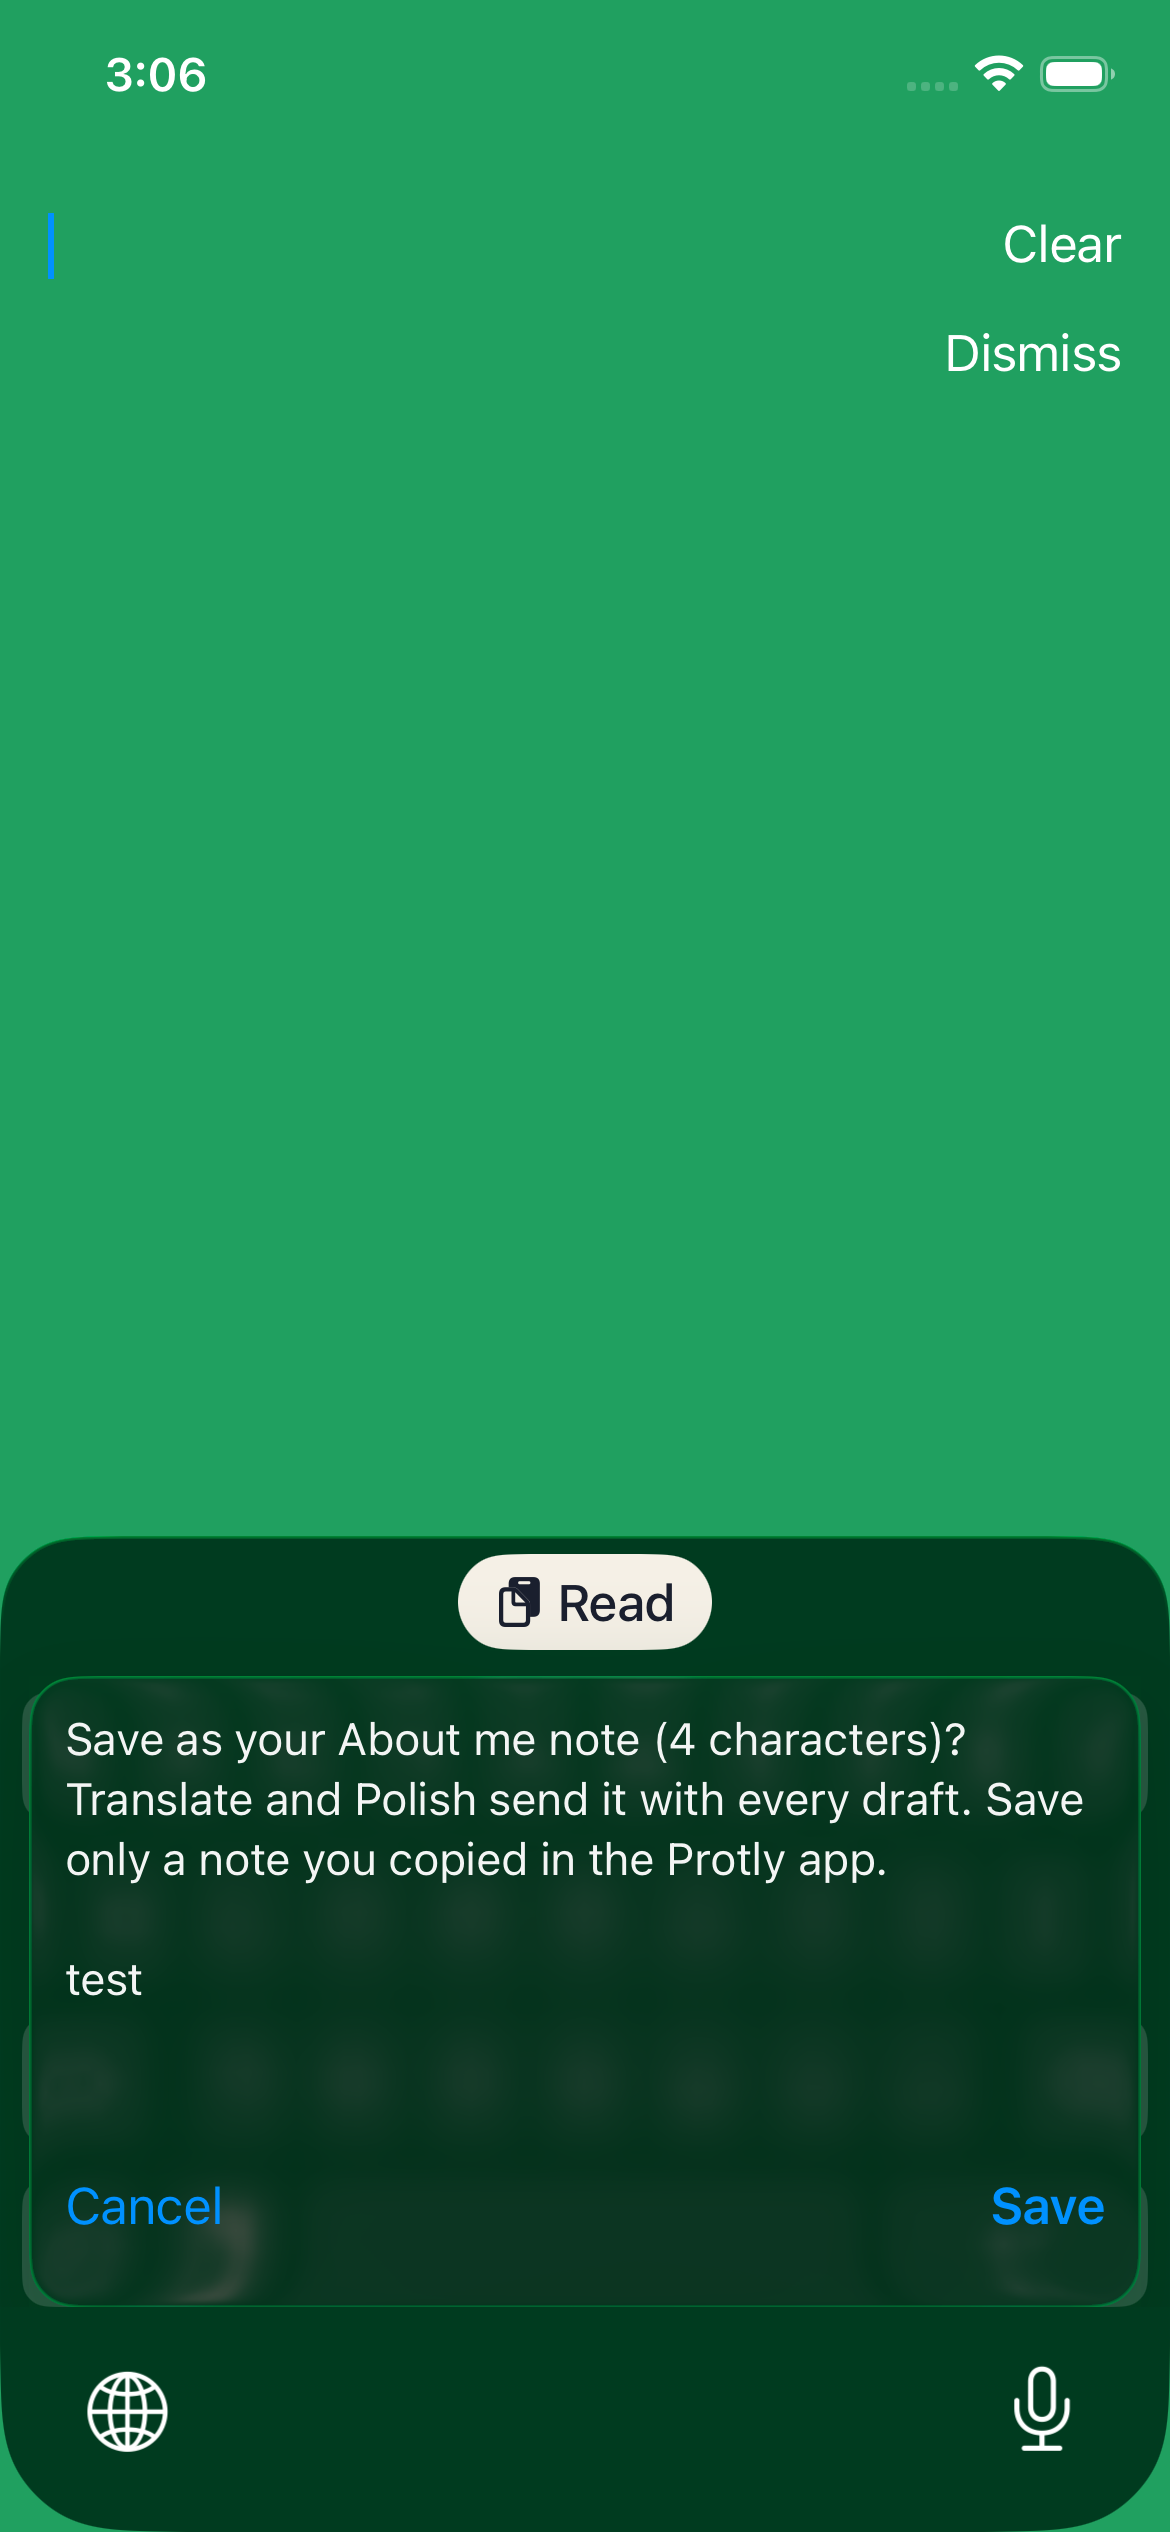 3:06
Clear
Dismiss
Read
Save as your About me note (4 characters)?
Translate and Polish send it with every draft. Save
only a note you copied in the Protly app.
test
Cancel
Save